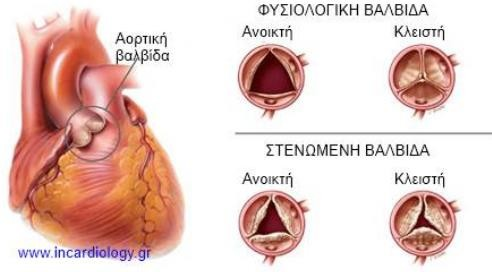 Αορτική
βαλβίδα
ΦΥΣΙΟΛΟΓΙΚΗ ΒΑΛΒΙΔΑ
Ανοικτή Κλειστή
ΣΤΕΝΩΜΕΝΗ ΒΑΛΒΙΔΑ
Ανοικτή Κλειστή
www.incardiology.gr